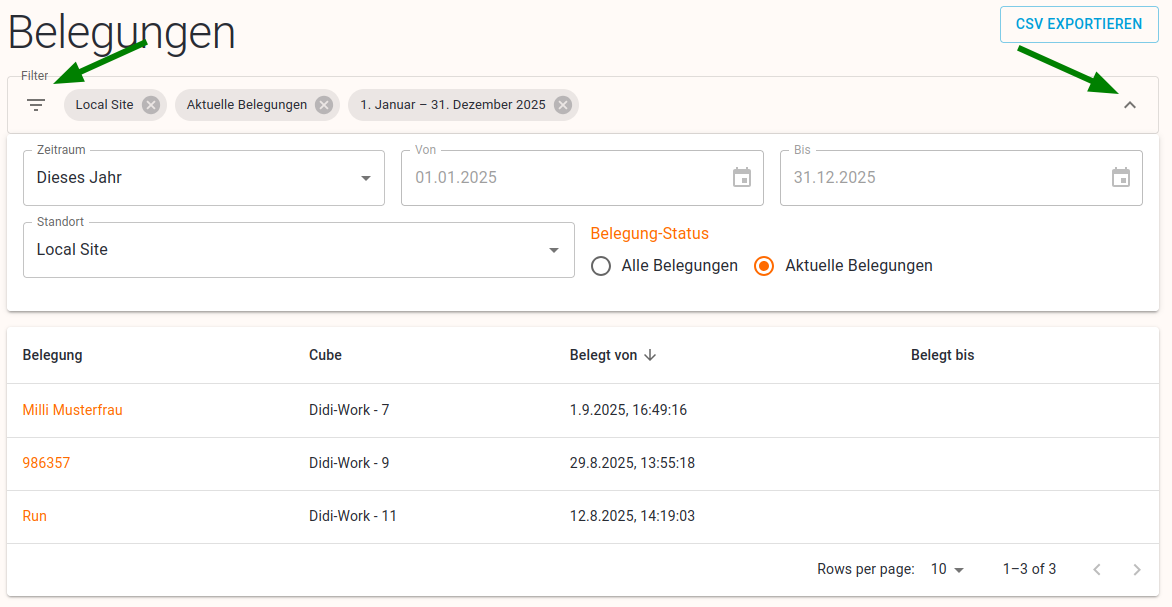 Belegungen
CSV EXPORTIEREN
Filter
Local Site Aktuelle Belegungen 1. Januar – 31. Dezember 2025
Zeitraum Von Bis
Dieses Jahr 01.01.2025 31.12.2025
Standort
Local Site
Belegung-Status
Alle Belegungen Aktuelle Belegungen
Belegung Cube Belegt von Belegt bis
Milli Musterfrau Didi-Work - 7 1.9.2025, 16:49:16
986357 Didi-Work - 9 29.8.2025, 13:55:18
Run Didi-Work - 11 12.8.2025, 14:19:03
Rows per page: 10 1–3 of 3